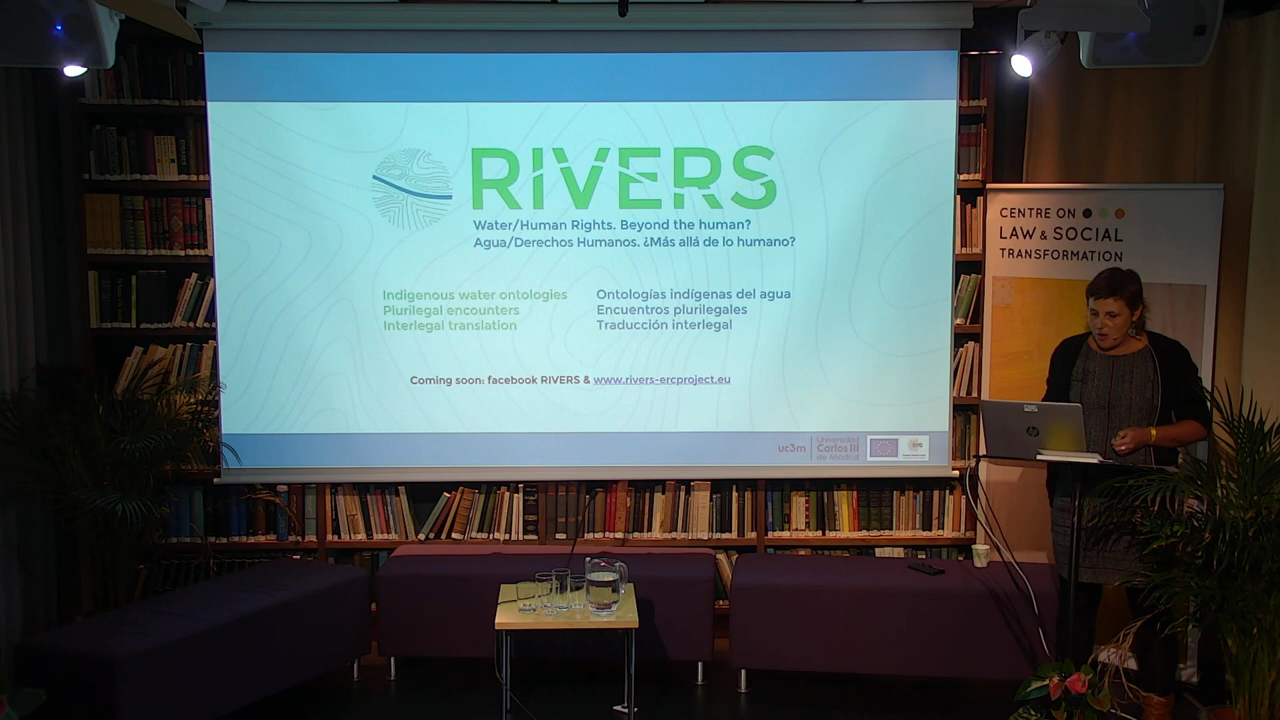 RIVERS
Water/Human Rights. Beyond the human?
Agua/Derechos Humanos. ¿Más allá de lo humano?
Indigenous water ontologies
Plurilegal encounters
Interlegal translation
Ontologías indígenas del agua
Encuentros plurilegales
Traducción interlegal
Coming soon: facebook RIVERS & www.rivers-ercproject.eu
uc3m
Universidad
Carlos III
de Madrid
CENTRE ON
LAW & SOCIAL
TRANSFORMATION
hp